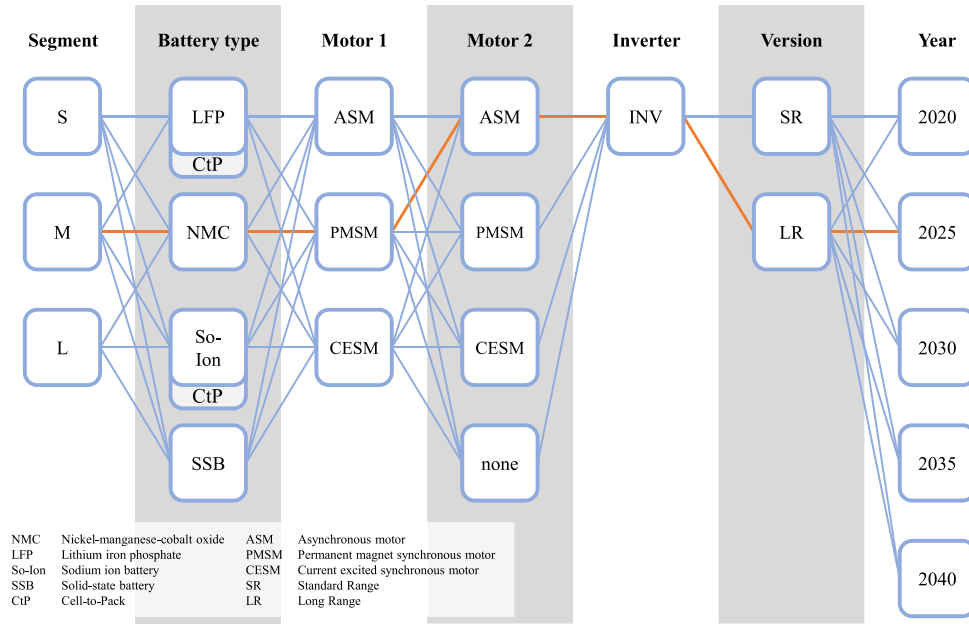 Segment Battery type Motor 1 Motor 2 Inverter Version Year
S LFP ASM ASM INV SR 2020
CtP
M NMC PMSM PMSM LR 2025
So-
L CESM CESM 2030
Ion
CtP
SSB none 2035
2040
NMC Nickel-manganese-cobalt oxide ASM Asynchronous motor
LFP Lithium iron phosphate PMSM Permanent magnet synchronous motor
So-Ion Sodium ion battery CESM Current excited synchronous motor
SSB Solid-state battery SR Standard Range
CtP Cell-to-Pack LR Long Range